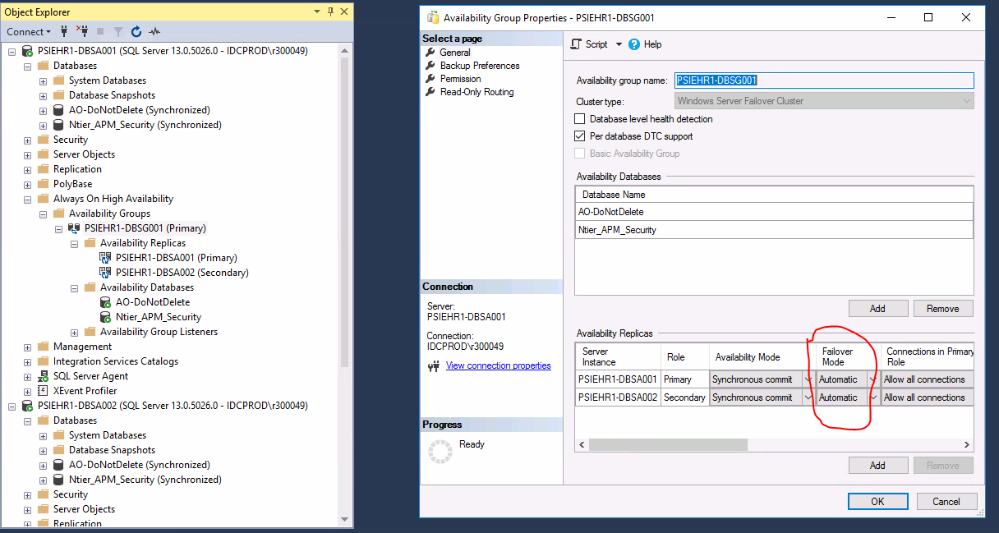 Object Explorer
Connect
PSIEHR1-DBSA001 (SQL Server 13.0.5026.0 - IDCPROD\r300049)
Databases
System Databases
Database Snapshots
AO-DoNotDelete (Synchronized)
Ntier_APM_Security (Synchronized)
Security
Server Objects
Replication
PolyBase
Always On High Availability
Availability Groups
PSIEHR1-DBSG001 (Primary)
Availability Replicas
PSIEHR1-DBSA001 (Primary)
PSIEHR1-DBSA002 (Secondary)
Availability Databases
AO-DoNotDelete
Ntier_APM_Security
Availability Group Listeners
Management
Integration Services Catalogs
SQL Server Agent
XEvent Profiler
PSIEHR1-DBSA002 (SQL Server 13.0.5026.0 - IDCPROD\r300049)
Databases
System Databases
Database Snapshots
AO-DoNotDelete (Synchronized)
Ntier_APM_Security (Synchronized)
Security
Server Objects
Replication
Availability Group Properties - PSIEHR1-DBSG001
Select a page
General
Backup Preferences
Permission
Read-Only Routing
Connection
Server:
PSIEHR1-DBSA001
Connection:
IDCPROD\r300049
View connection properties
Progress
Ready
Script Help
Availability group name: PSIEHR1-DBSG001
Cluster type: Windows Server Failover Cluster
Database level health detection
Per database DTC support
Basic Availability Group
Availability Databases
Database Name
AO-DoNotDelete
Ntier_APM_Security
Add Remove
Availability Replicas
Server Instance Role Availability Mode Failover Mode Connections in Primary Role
PSIEHR1-DBSA001 Primary Synchronous commit Automatic Allow all connections
PSIEHR1-DBSA002 Secondary Synchronous commit Automatic Allow all connections
Add Remove
OK Cancel